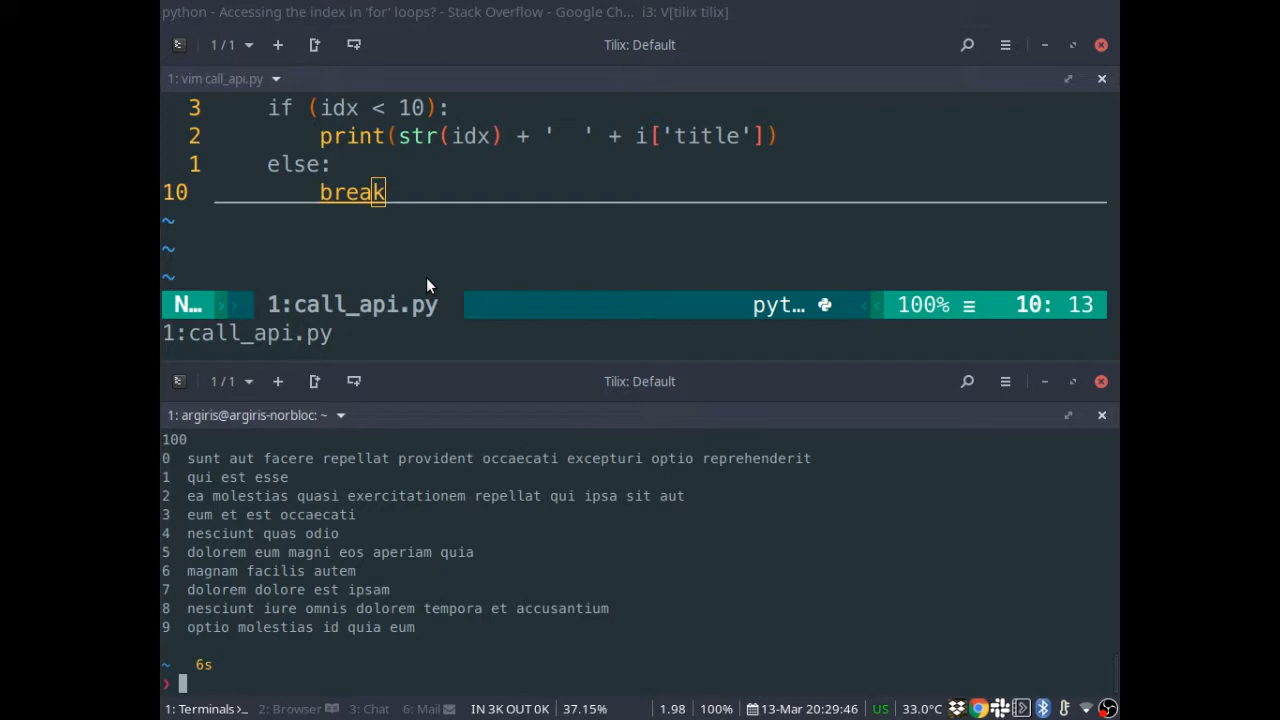 python - Accessing the index in 'for' loops? - Stack Overflow - Google Ch... i3: V[tilix tilix]
1 / 1 Tilix: Default
1: vim call_api.py
3 if (idx < 10):
2 print(str(idx) + '  ' + i['title'])
1 else:
10 break
~
~
~
N... 1:call_api.py pyt... 100% ≡ 10: 13
1:call_api.py
1 / 1 Tilix: Default
1: argiris@argiris-norbloc: ~
100
0 sunt aut facere repellat provident occaecati excepturi optio reprehenderit
1 qui est esse
2 ea molestias quasi exercitationem repellat qui ipsa sit aut
3 eum et est occaecati
4 nesciunt quas odio
5 dolorem eum magni eos aperiam quia
6 magnam facilis autem
7 dolorem dolore est ipsam
8 nesciunt iure omnis dolorem tempora et accusantium
9 optio molestias id quia eum
~ 6s
❯
1: Terminals>_ 2: Browser 3: Chat 6: Mail IN 3K OUT 0K 37.15% | 1.98 | 100% | 13-Mar 20:29:46 | US | 33.0°C